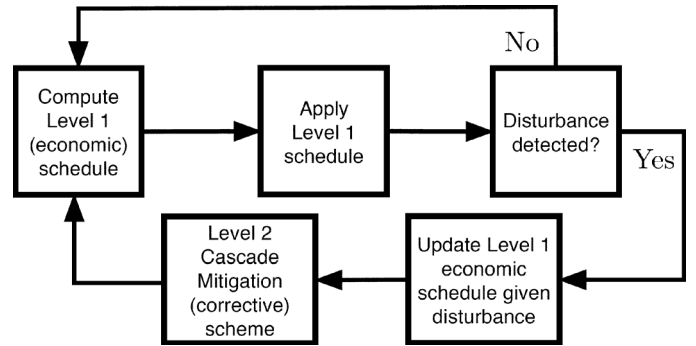 No
Compute
Level 1
(economic)
schedule
Apply
Level 1
schedule
Disturbance
detected?
Yes
Level 2
Cascade
Mitigation
(corrective)
scheme
Update Level 1
economic
schedule given
disturbance